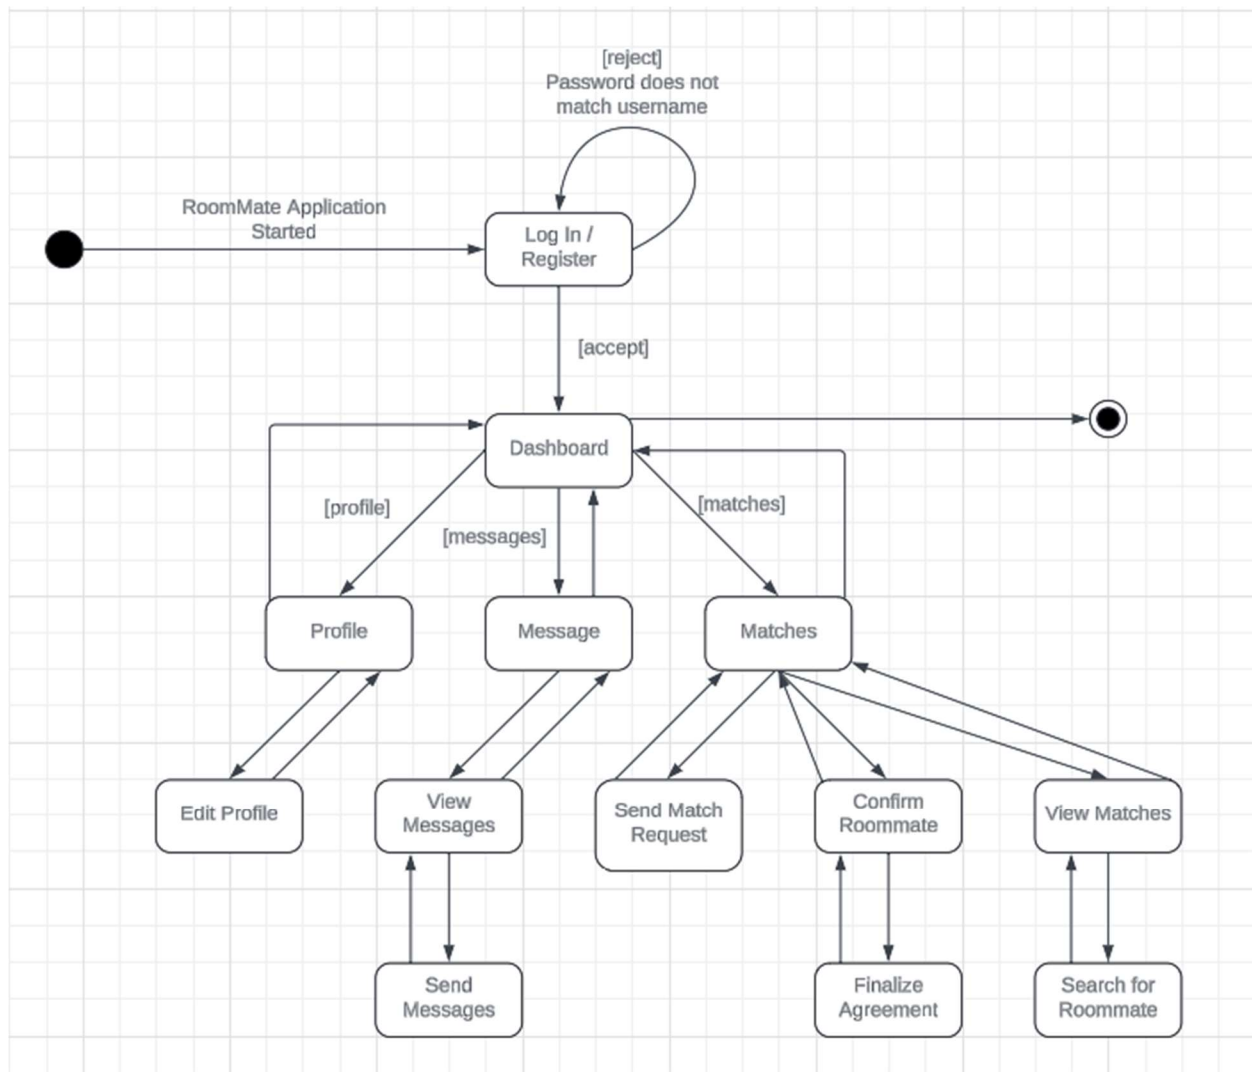 [reject]
Password does not
match username
RoomMate Application
Started
Log In /
Register
[accept]
Dashboard
[profile]
[messages]
[matches]
Profile
Message
Matches
Edit Profile
View
Messages
Send Match
Request
Confirm
Roommate
View Matches
Send
Messages
Finalize
Agreement
Search for
Roommate